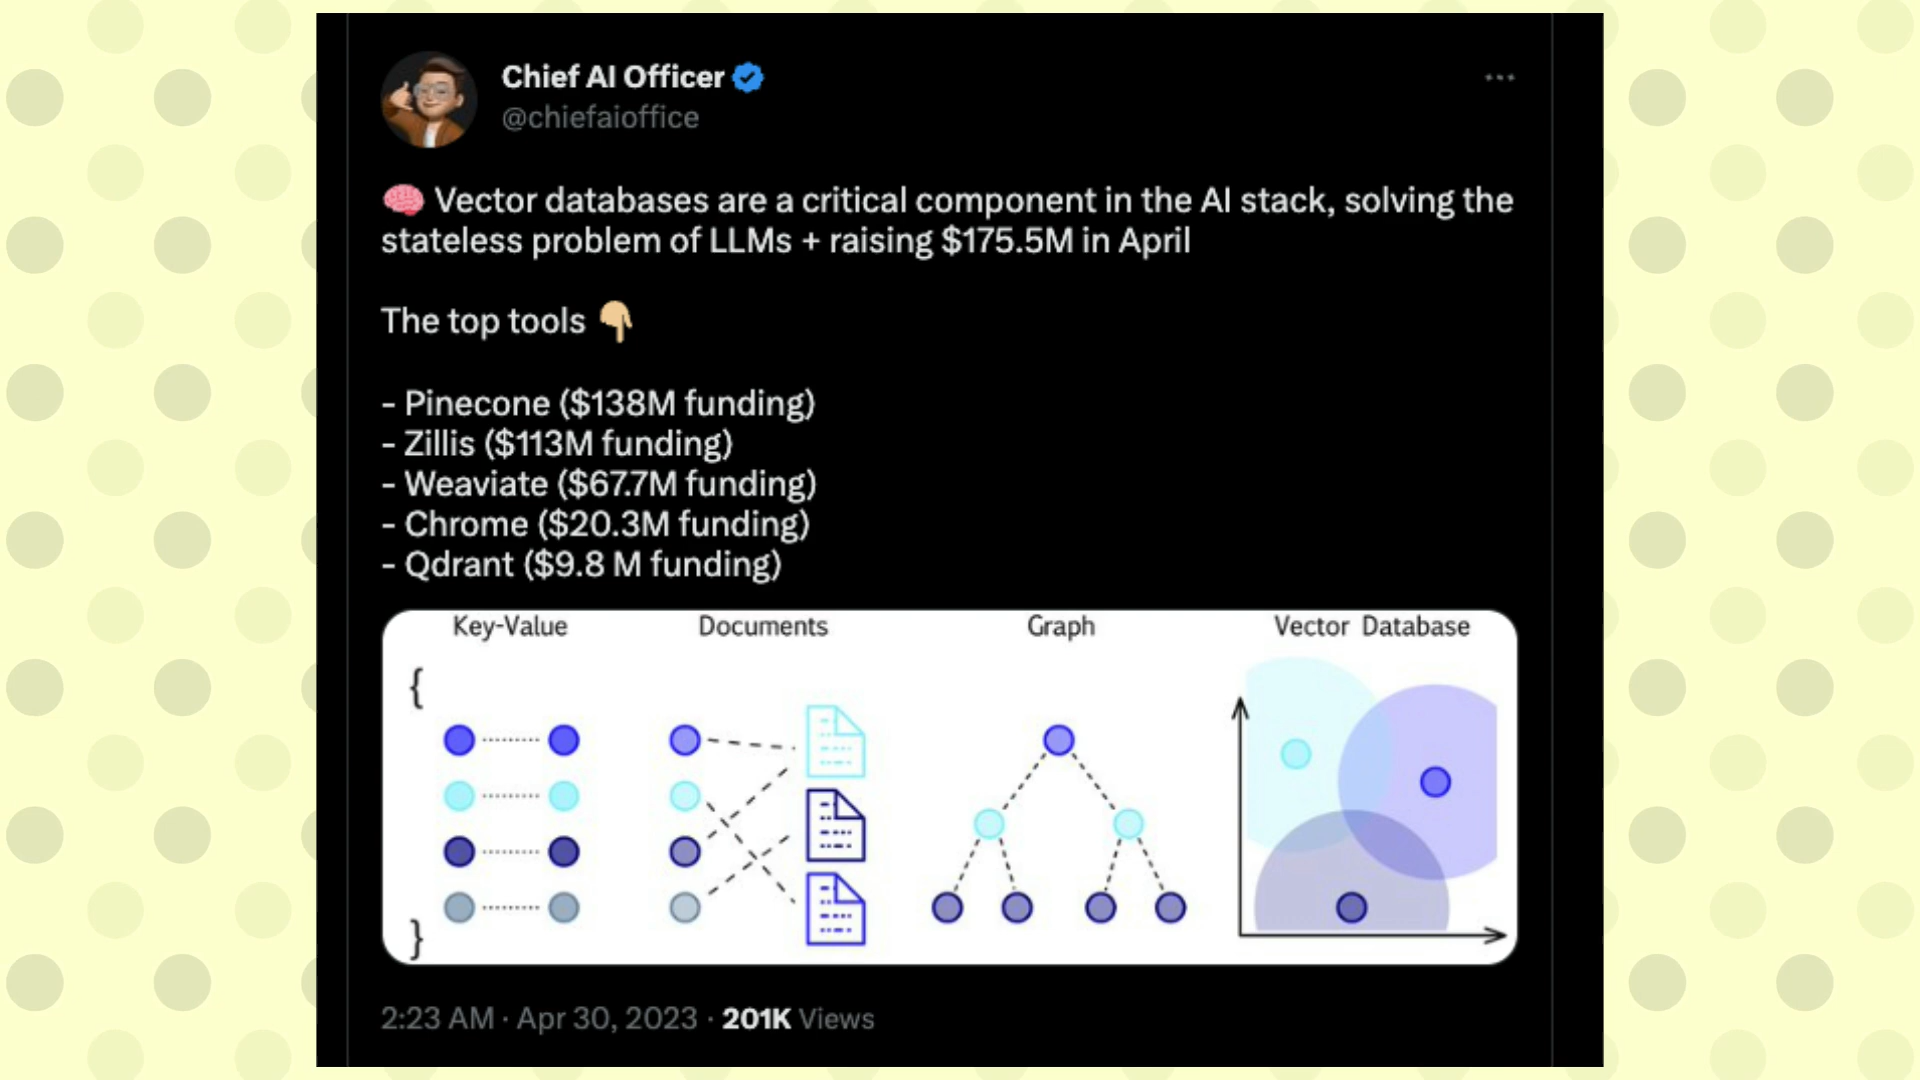 Chief AI Officer
@chiefaioffice
🧠 Vector databases are a critical component in the AI stack, solving the
stateless problem of LLMs + raising $175.5M in April
The top tools 👇🏼
- Pinecone ($138M funding)
- Zillis ($113M funding)
- Weaviate ($67.7M funding)
- Chrome ($20.3M funding)
- Qdrant ($9.8 M funding)
Key-Value Documents Graph Vector Database
{
}
2:23 AM · Apr 30, 2023 · 201K Views